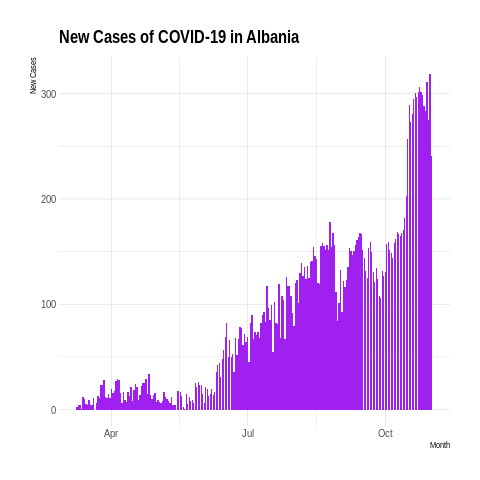 New Cases of COVID-19 in Albania
New Cases
300
200
100
0
Apr
Jul
Oct
Month